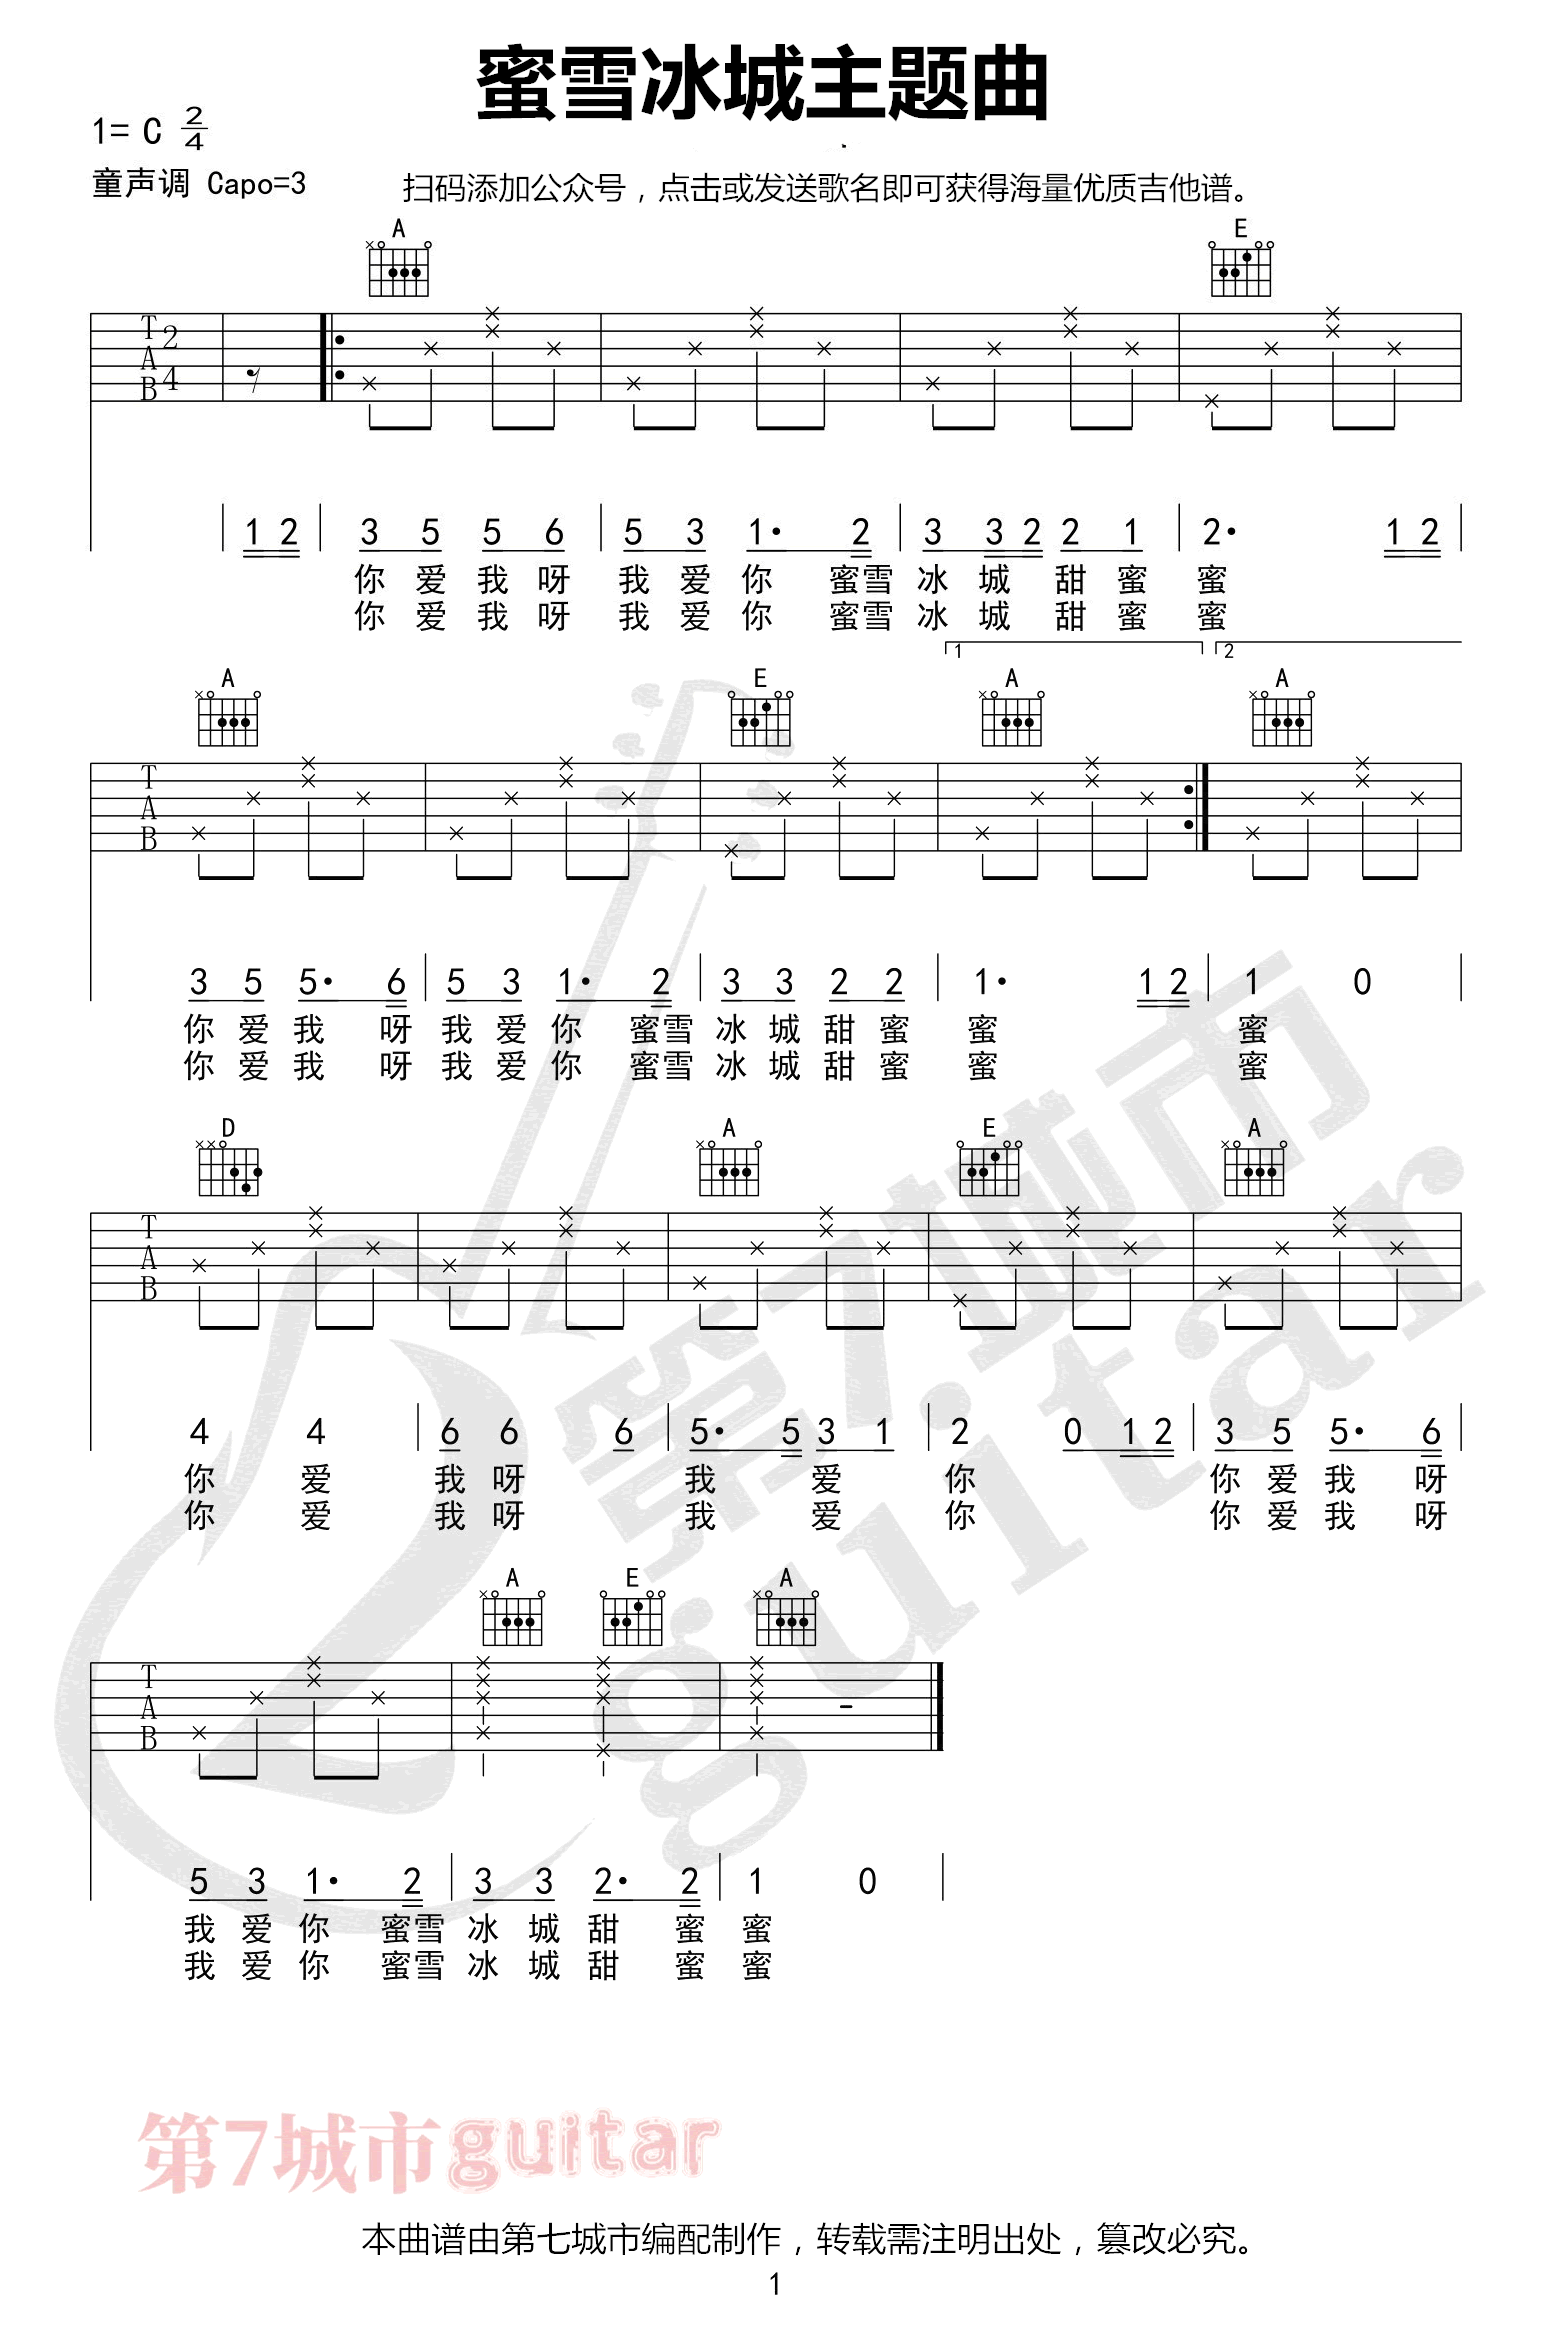 蜜雪冰城主题曲
1= C 2/4
童声调 Capo=3
扫码添加公众号，点击或发送歌名即可获得海量优质吉他谱。
A E
T A B 2 4
1 2 3 5 5 6 5 3 1· 2 3 3 2 2 1 2· 1 2
你 爱 我 呀 我 爱 你 蜜雪 冰 城 甜 蜜 蜜
你 爱 我 呀 我 爱 你 蜜雪 冰 城 甜 蜜 蜜
1 2
A E A A
T A B
3 5 5· 6 5 3 1· 2 3 3 2 2 1· 1 2 1 0
你 爱 我 呀 我 爱 你 蜜雪 冰 城 甜 蜜 蜜 蜜
你 爱 我 呀 我 爱 你 蜜雪 冰 城 甜 蜜 蜜 蜜
D A E A
T A B
4 4 6 6 6 5· 5 3 1 2 0 1 2 3 5 5· 6
你 爱 我 呀 我 爱 你 你 爱 我 呀
你 爱 我 呀 我 爱 你 你 爱 我 呀
A E A
T A B
5 3 1· 2 3 3 2· 2 1 0
我 爱 你 蜜雪 冰 城 甜 蜜 蜜
我 爱 你 蜜雪 冰 城 甜 蜜 蜜
第7城市
guitar
第7城市guitar
本曲谱由第七城市编配制作，转载需注明出处，篡改必究。
1